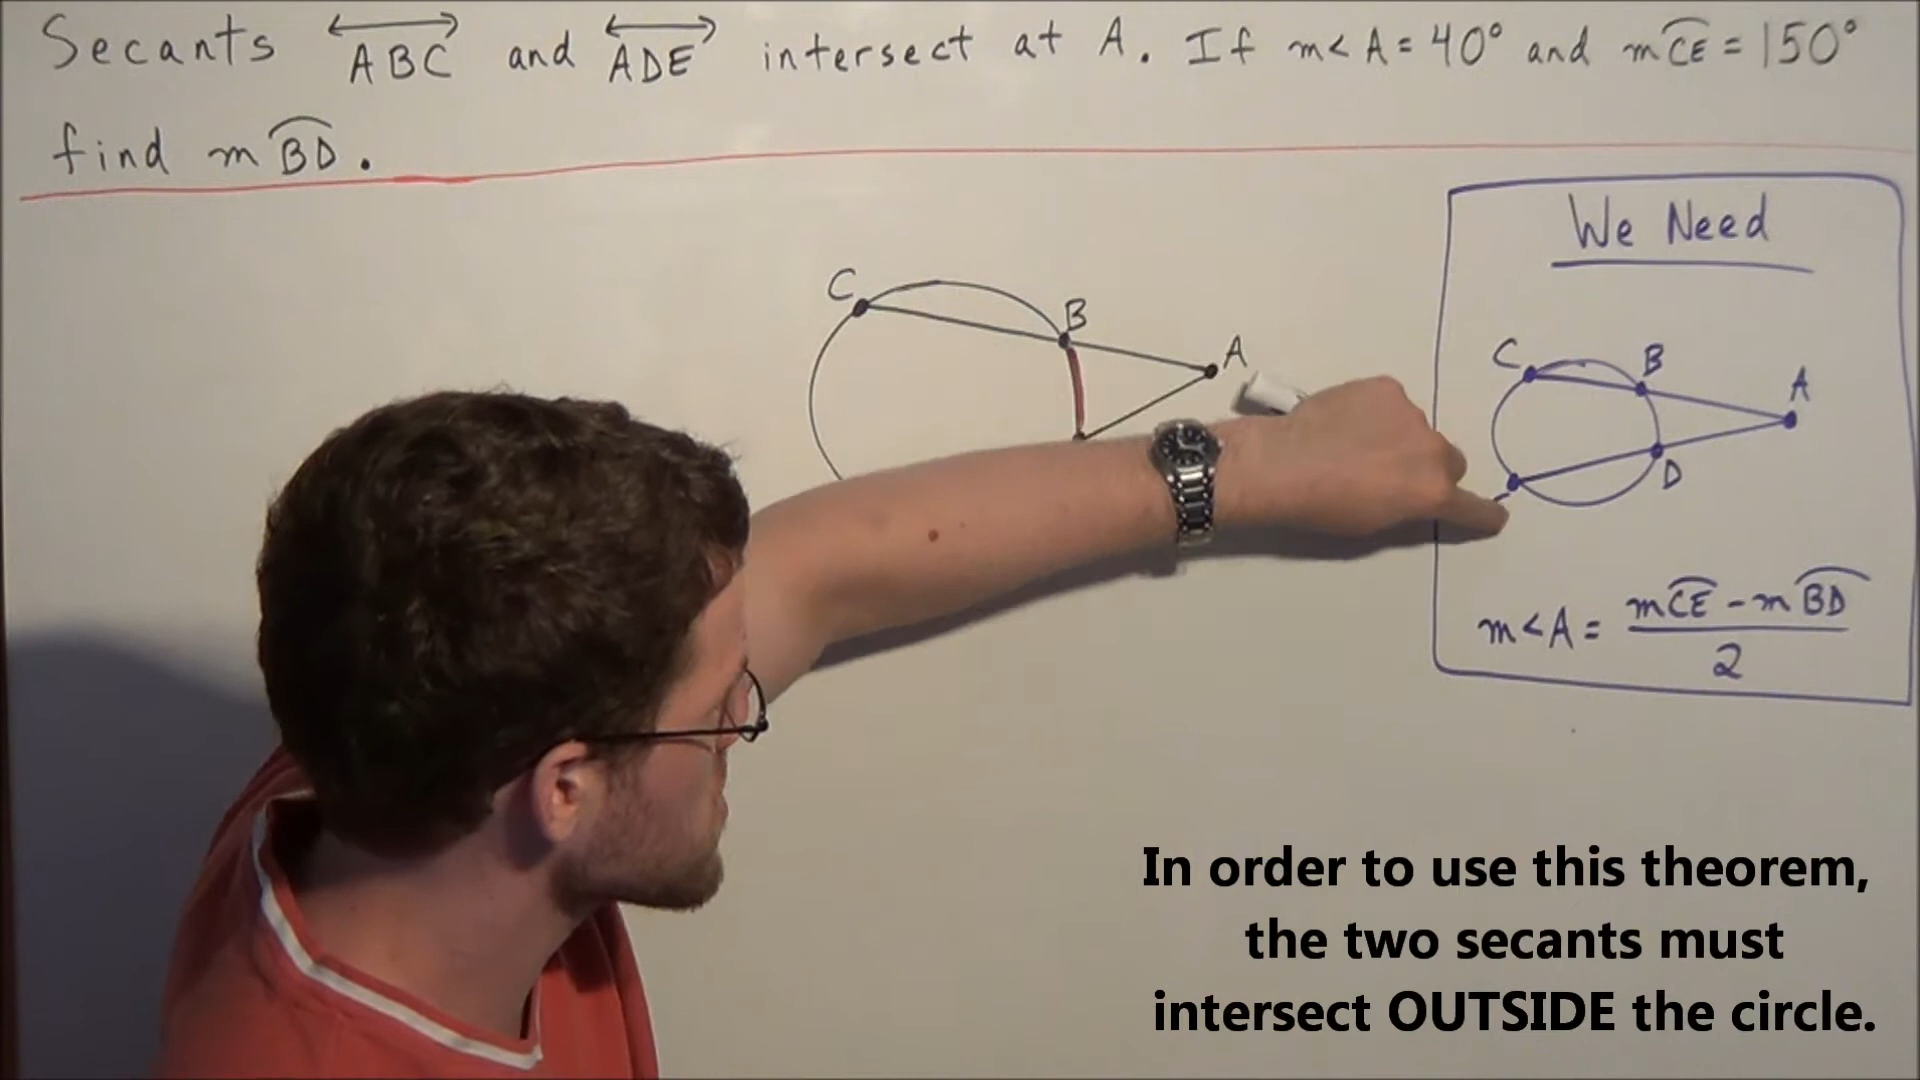 Secants ABC and ADE intersect at A. If m<A = 40° and mCE = 150°
find mBD.
We Need
C
B
A
C
B
A
D
m<A = mCE - mBD
2
In order to use this theorem,
the two secants must
intersect OUTSIDE the circle.